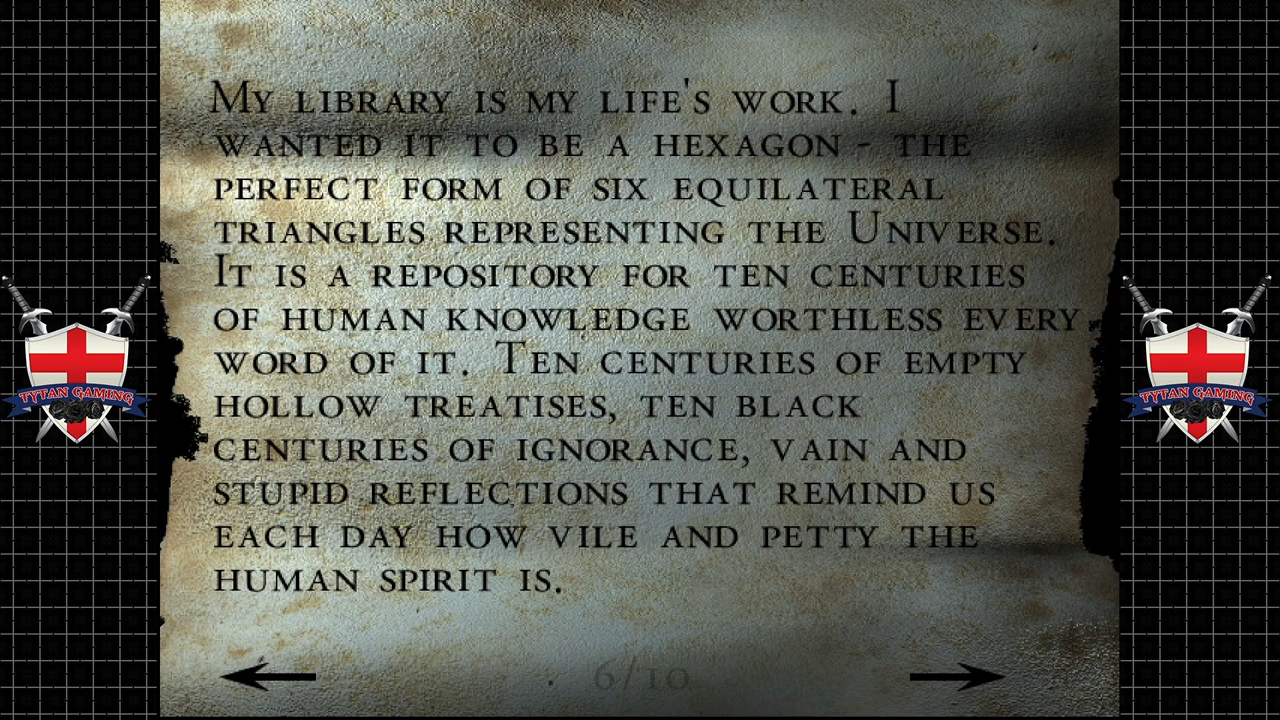 My library is my life's work. I
wanted it to be a hexagon - the
perfect form of six equilateral
triangles representing the Universe.
It is a repository for ten centuries
of human knowledge worthless every
word of it. Ten centuries of empty
hollow treatises, ten black
centuries of ignorance, vain and
stupid reflections that remind us
each day how vile and petty the
human spirit is.
6/10
TYTAN GAMING
TYTAN GAMING